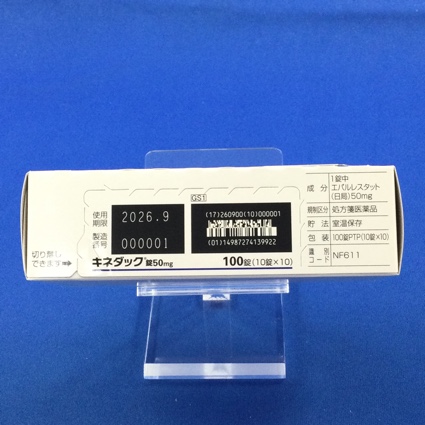 使用
期限
2026.9
製造
番号
000001
GS1
(17)260900(10)000001
(01)14987274139922
切り離し
できます
キネダック錠50mg
100錠(10錠×10)
成分
1錠中
エパルレスタット
(日局)50mg
規制区分
処方箋医薬品
貯法
室温保存
包装
100錠PTP(10錠×10)
識別
コード
NF611